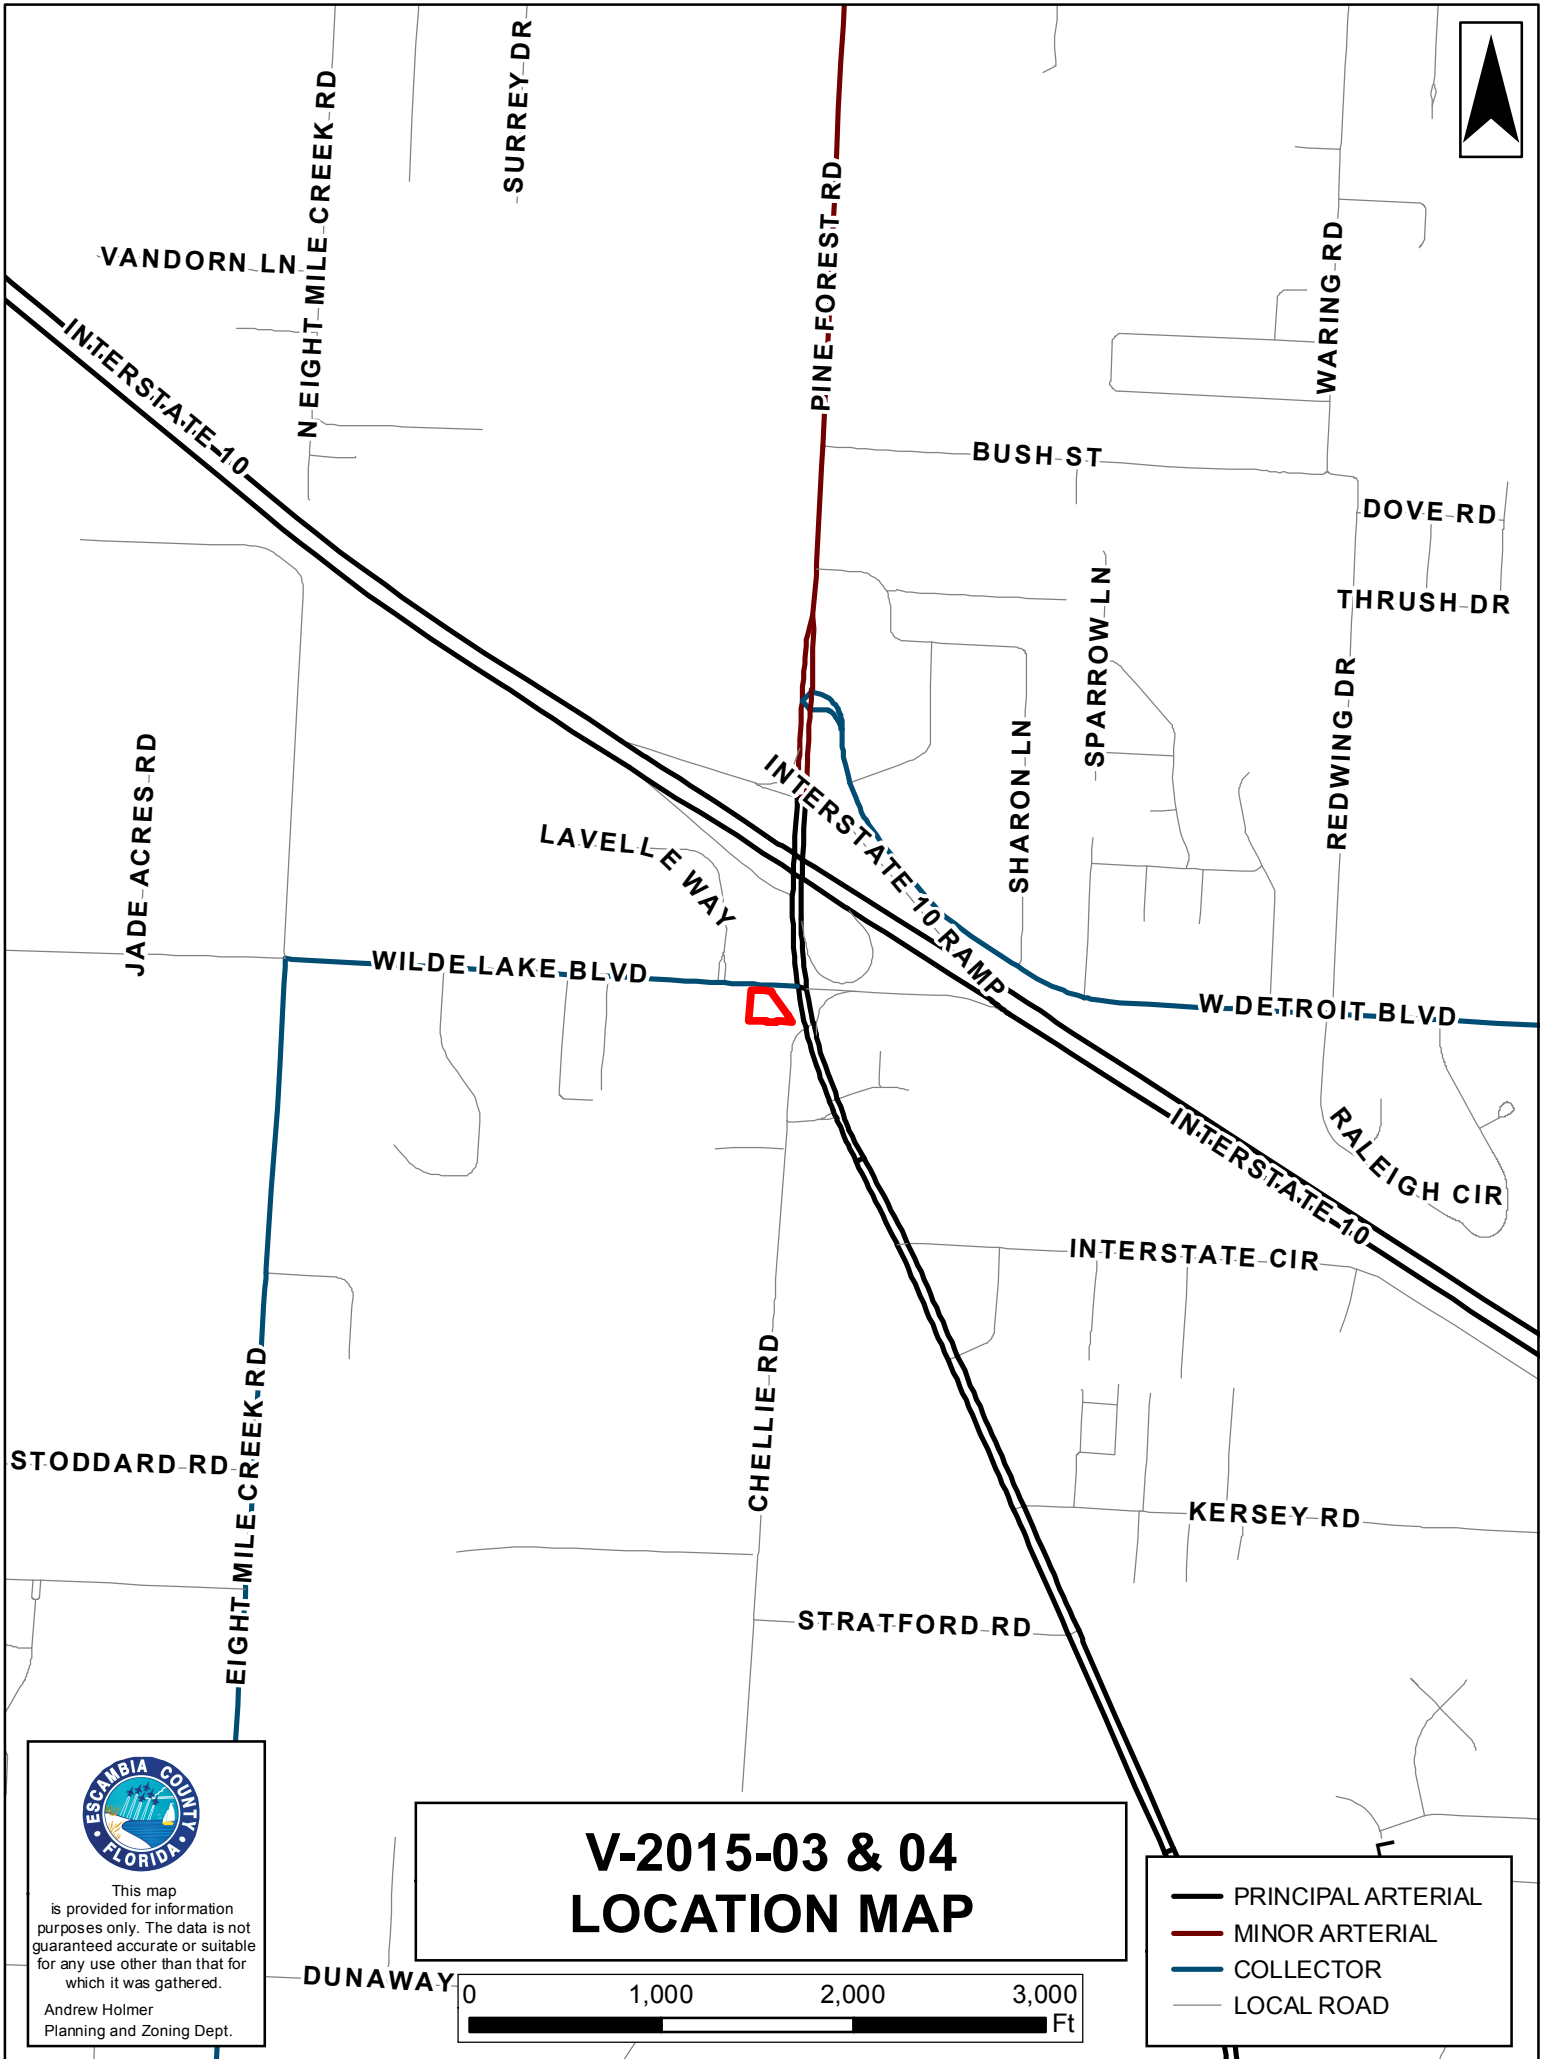 SURREY DR
N EIGHT MILE CREEK RD
PINE FOREST RD
VANDORN LN
WARING RD
INTERSTATE 10
BUSH ST
DOVE RD
SPARROW LN
THRUSH DR
REDWING DR
SHARON LN
JADE ACRES RD
INTERSTATE 10 RAMP
LAVELLE WAY
WILDE LAKE BLVD
W DETROIT BLVD
RALEIGH CIR
INTERSTATE 10
INTERSTATE CIR
CHELLIE RD
EIGHT MILE CREEK RD
STODDARD RD
KERSEY RD
STRATFORD RD
ESCAMBIA COUNTY
FLORIDA
This map
is provided for information
purposes only. The data is not
guaranteed accurate or suitable
for any use other than that for
which it was gathered.
Andrew Holmer
Planning and Zoning Dept.
V-2015-03 & 04
LOCATION MAP
L
PRINCIPAL ARTERIAL
MINOR ARTERIAL
COLLECTOR
LOCAL ROAD
DUNAWAY
0 1,000 2,000 3,000
Ft